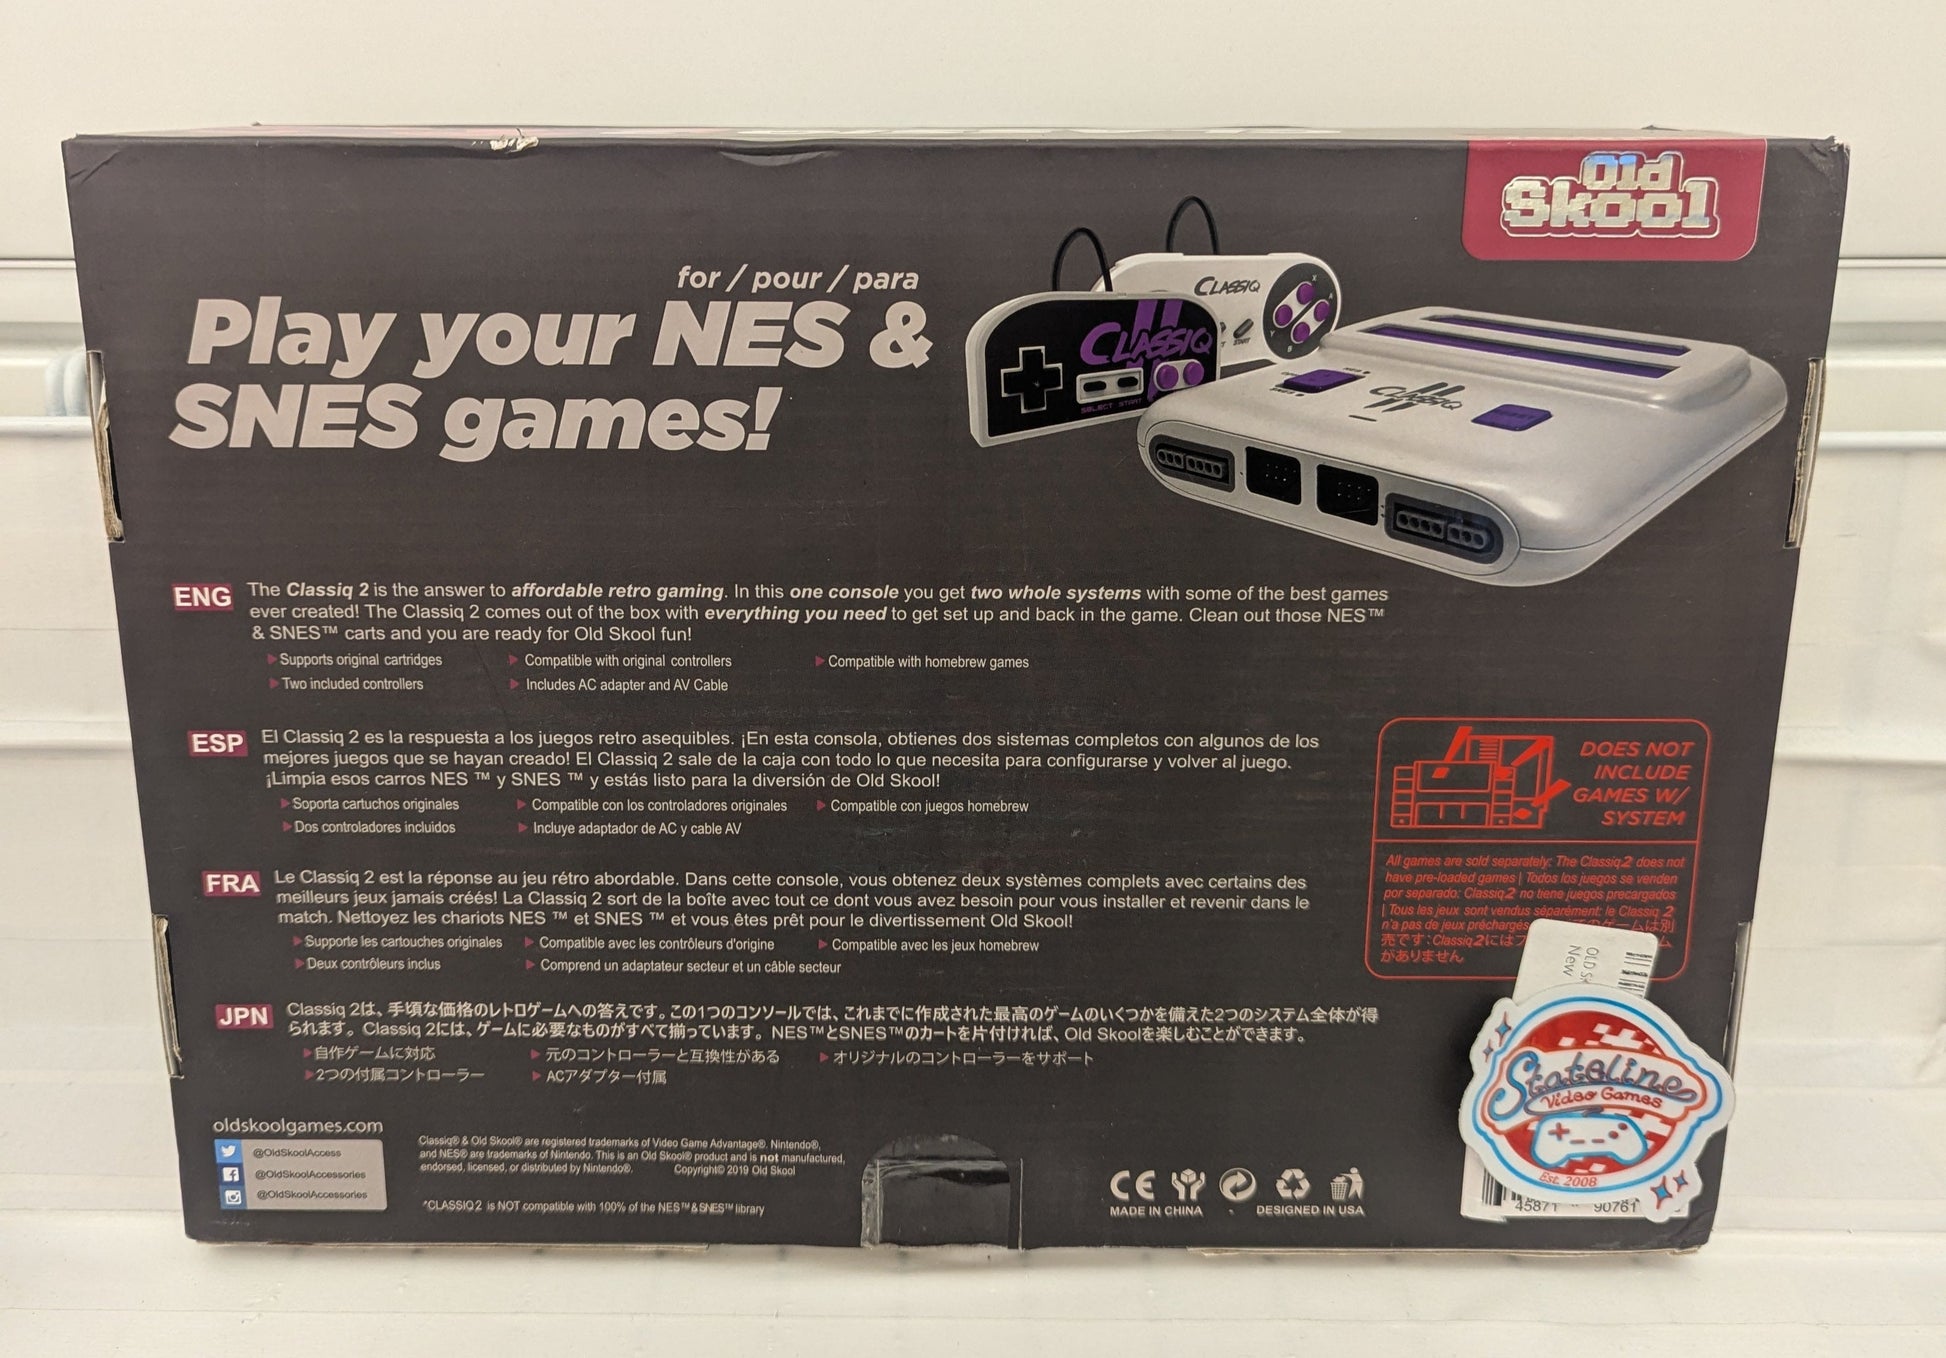 Old
Skool
for / pour / para
Play your NES &
SNES games!
CLASSIQ
CLASSIQ
SELECT START
CLASSIQ
ENG
The Classiq 2 is the answer to affordable retro gaming. In this one console you get two whole systems with some of the best games
ever created! The Classiq 2 comes out of the box with everything you need to get set up and back in the game. Clean out those NES™
& SNES™ carts and you are ready for Old Skool fun!
Supports original cartridges
Compatible with original controllers
Compatible with homebrew games
Two included controllers
Includes AC adapter and AV Cable
ESP
El Classiq 2 es la respuesta a los juegos retro asequibles. ¡En esta consola, obtienes dos sistemas completos con algunos de los
mejores juegos que se hayan creado! El Classiq 2 sale de la caja con todo lo que necesita para configurarse y volver al juego.
¡Limpia esos carros NES ™ y SNES ™ y estás listo para la diversión de Old Skool!
Soporta cartuchos originales
Compatible con los controladores originales
Compatible con juegos homebrew
Dos controladores incluidos
Incluye adaptador de AC y cable AV
DOES NOT
INCLUDE
GAMES W/
SYSTEM
All games are sold separately: The Classiq 2 does not
have pre-loaded games | Todos los juegos se venden
por separado: Classiq 2 no tiene juegos precargados
| Tous les jeux sont vendus séparément: le Classiq 2
n'a pas de jeux préchargés のゲームは別
売です: Classiq 2には ム
がありません
FRA
Le Classiq 2 est la réponse au jeu rétro abordable. Dans cette console, vous obtenez deux systèmes complets avec certains des
meilleurs jeux jamais créés! La Classiq 2 sort de la boîte avec tout ce dont vous avez besoin pour vous installer et revenir dans le
match. Nettoyez les chariots NES ™ et SNES ™ et vous êtes prêt pour le divertissement Old Skool!
Supporte les cartouches originales
Compatible avec les contrôleurs d'origine
Compatible avec les jeux homebrew
Deux contrôleurs inclus
Comprend un adaptateur secteur et un câble secteur
JPN
Classiq 2は、手頃な価格のレトロゲームへの答えです。この1つのコンソールでは、これまでに作成された最高のゲームのいくつかを備えた2つのシステム全体が得
られます。Classiq 2には、ゲームに必要なものがすべて揃っています。NES™とSNES™のカートを片付ければ、Old Skoolを楽しむことができます。
自作ゲームに対応
元のコントローラーと互換性がある
オリジナルのコントローラーをサポート
2つの付属コントローラー
ACアダプター付属
OLD
New
Stateline
Video Games
Est. 2008
45871 90761
oldskoolgames.com
@OldSkoolAccess
@OldSkoolAccessories
@OldSkoolAccessories
Classiq® & Old Skool® are registered trademarks of Video Game Advantage®. Nintendo®,
and NES® are trademarks of Nintendo. This is an Old Skool® product and is not manufactured,
endorsed, licensed, or distributed by Nintendo®. Copyright© 2019 Old Skool
*CLASSIQ 2 is NOT compatible with 100% of the NES™ & SNES™ library
CE
MADE IN CHINA
DESIGNED IN USA